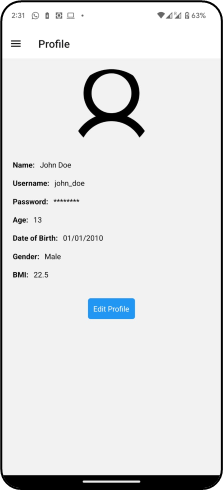 2:31
63%
Profile
Name: John Doe
Username: john_doe
Password: ********
Age: 13
Date of Birth: 01/01/2010
Gender: Male
BMI: 22.5
Edit Profile